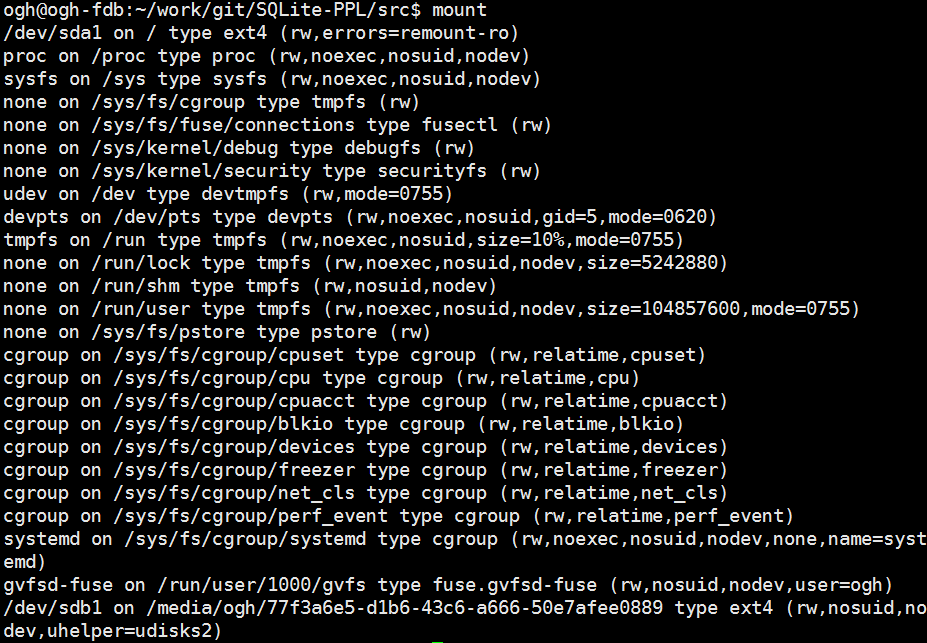 ogh@ogh-fdb:~/work/git/SQLite-PPL/src$ mount
/dev/sda1 on / type ext4 (rw,errors=remount-ro)
proc on /proc type proc (rw,noexec,nosuid,nodev)
sysfs on /sys type sysfs (rw,noexec,nosuid,nodev)
none on /sys/fs/cgroup type tmpfs (rw)
none on /sys/fs/fuse/connections type fusectl (rw)
none on /sys/kernel/debug type debugfs (rw)
none on /sys/kernel/security type securityfs (rw)
udev on /dev type devtmpfs (rw,mode=0755)
devpts on /dev/pts type devpts (rw,noexec,nosuid,gid=5,mode=0620)
tmpfs on /run type tmpfs (rw,noexec,nosuid,size=10%,mode=0755)
none on /run/lock type tmpfs (rw,noexec,nosuid,nodev,size=5242880)
none on /run/shm type tmpfs (rw,nosuid,nodev)
none on /run/user type tmpfs (rw,noexec,nosuid,nodev,size=104857600,mode=0755)
none on /sys/fs/pstore type pstore (rw)
cgroup on /sys/fs/cgroup/cpuset type cgroup (rw,relatime,cpuset)
cgroup on /sys/fs/cgroup/cpu type cgroup (rw,relatime,cpu)
cgroup on /sys/fs/cgroup/cpuacct type cgroup (rw,relatime,cpuacct)
cgroup on /sys/fs/cgroup/blkio type cgroup (rw,relatime,blkio)
cgroup on /sys/fs/cgroup/devices type cgroup (rw,relatime,devices)
cgroup on /sys/fs/cgroup/freezer type cgroup (rw,relatime,freezer)
cgroup on /sys/fs/cgroup/net_cls type cgroup (rw,relatime,net_cls)
cgroup on /sys/fs/cgroup/perf_event type cgroup (rw,relatime,perf_event)
systemd on /sys/fs/cgroup/systemd type cgroup (rw,noexec,nosuid,nodev,none,name=syst
emd)
gvfsd-fuse on /run/user/1000/gvfs type fuse.gvfsd-fuse (rw,nosuid,nodev,user=ogh)
/dev/sdb1 on /media/ogh/77f3a6e5-d1b6-43c6-a666-50e7afee0889 type ext4 (rw,nosuid,no
dev,uhelper=udisks2)